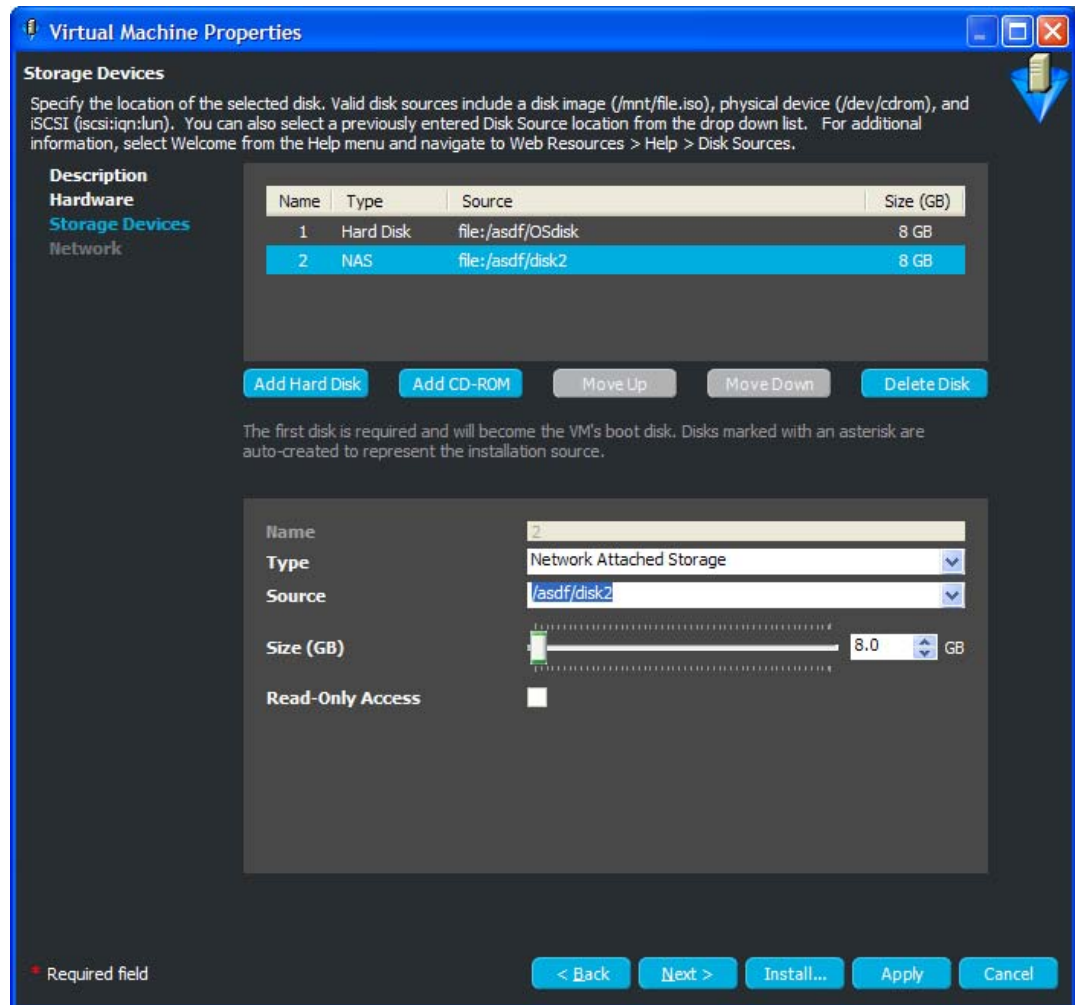 Virtual Machine Properties
Storage Devices
Specify the location of the selected disk. Valid disk sources include a disk image (/mnt/file.iso), physical device (/dev/cdrom), and
iSCSI (iscsi:iqn:lun). You can also select a previously entered Disk Source location from the drop down list. For additional
information, select Welcome from the Help menu and navigate to Web Resources > Help > Disk Sources.
Description
Hardware
Storage Devices
Network
Name Type Source Size (GB)
1 Hard Disk file:/asdf/OSdisk 8 GB
2 NAS file:/asdf/disk2 8 GB
Add Hard Disk Add CD-ROM Move Up Move Down Delete Disk
The first disk is required and will become the VM's boot disk. Disks marked with an asterisk are
auto-created to represent the installation source.
Name 2
Type Network Attached Storage
Source /asdf/disk2
Size (GB) 8.0 GB
Read-Only Access
* Required field < Back Next > Install... Apply Cancel